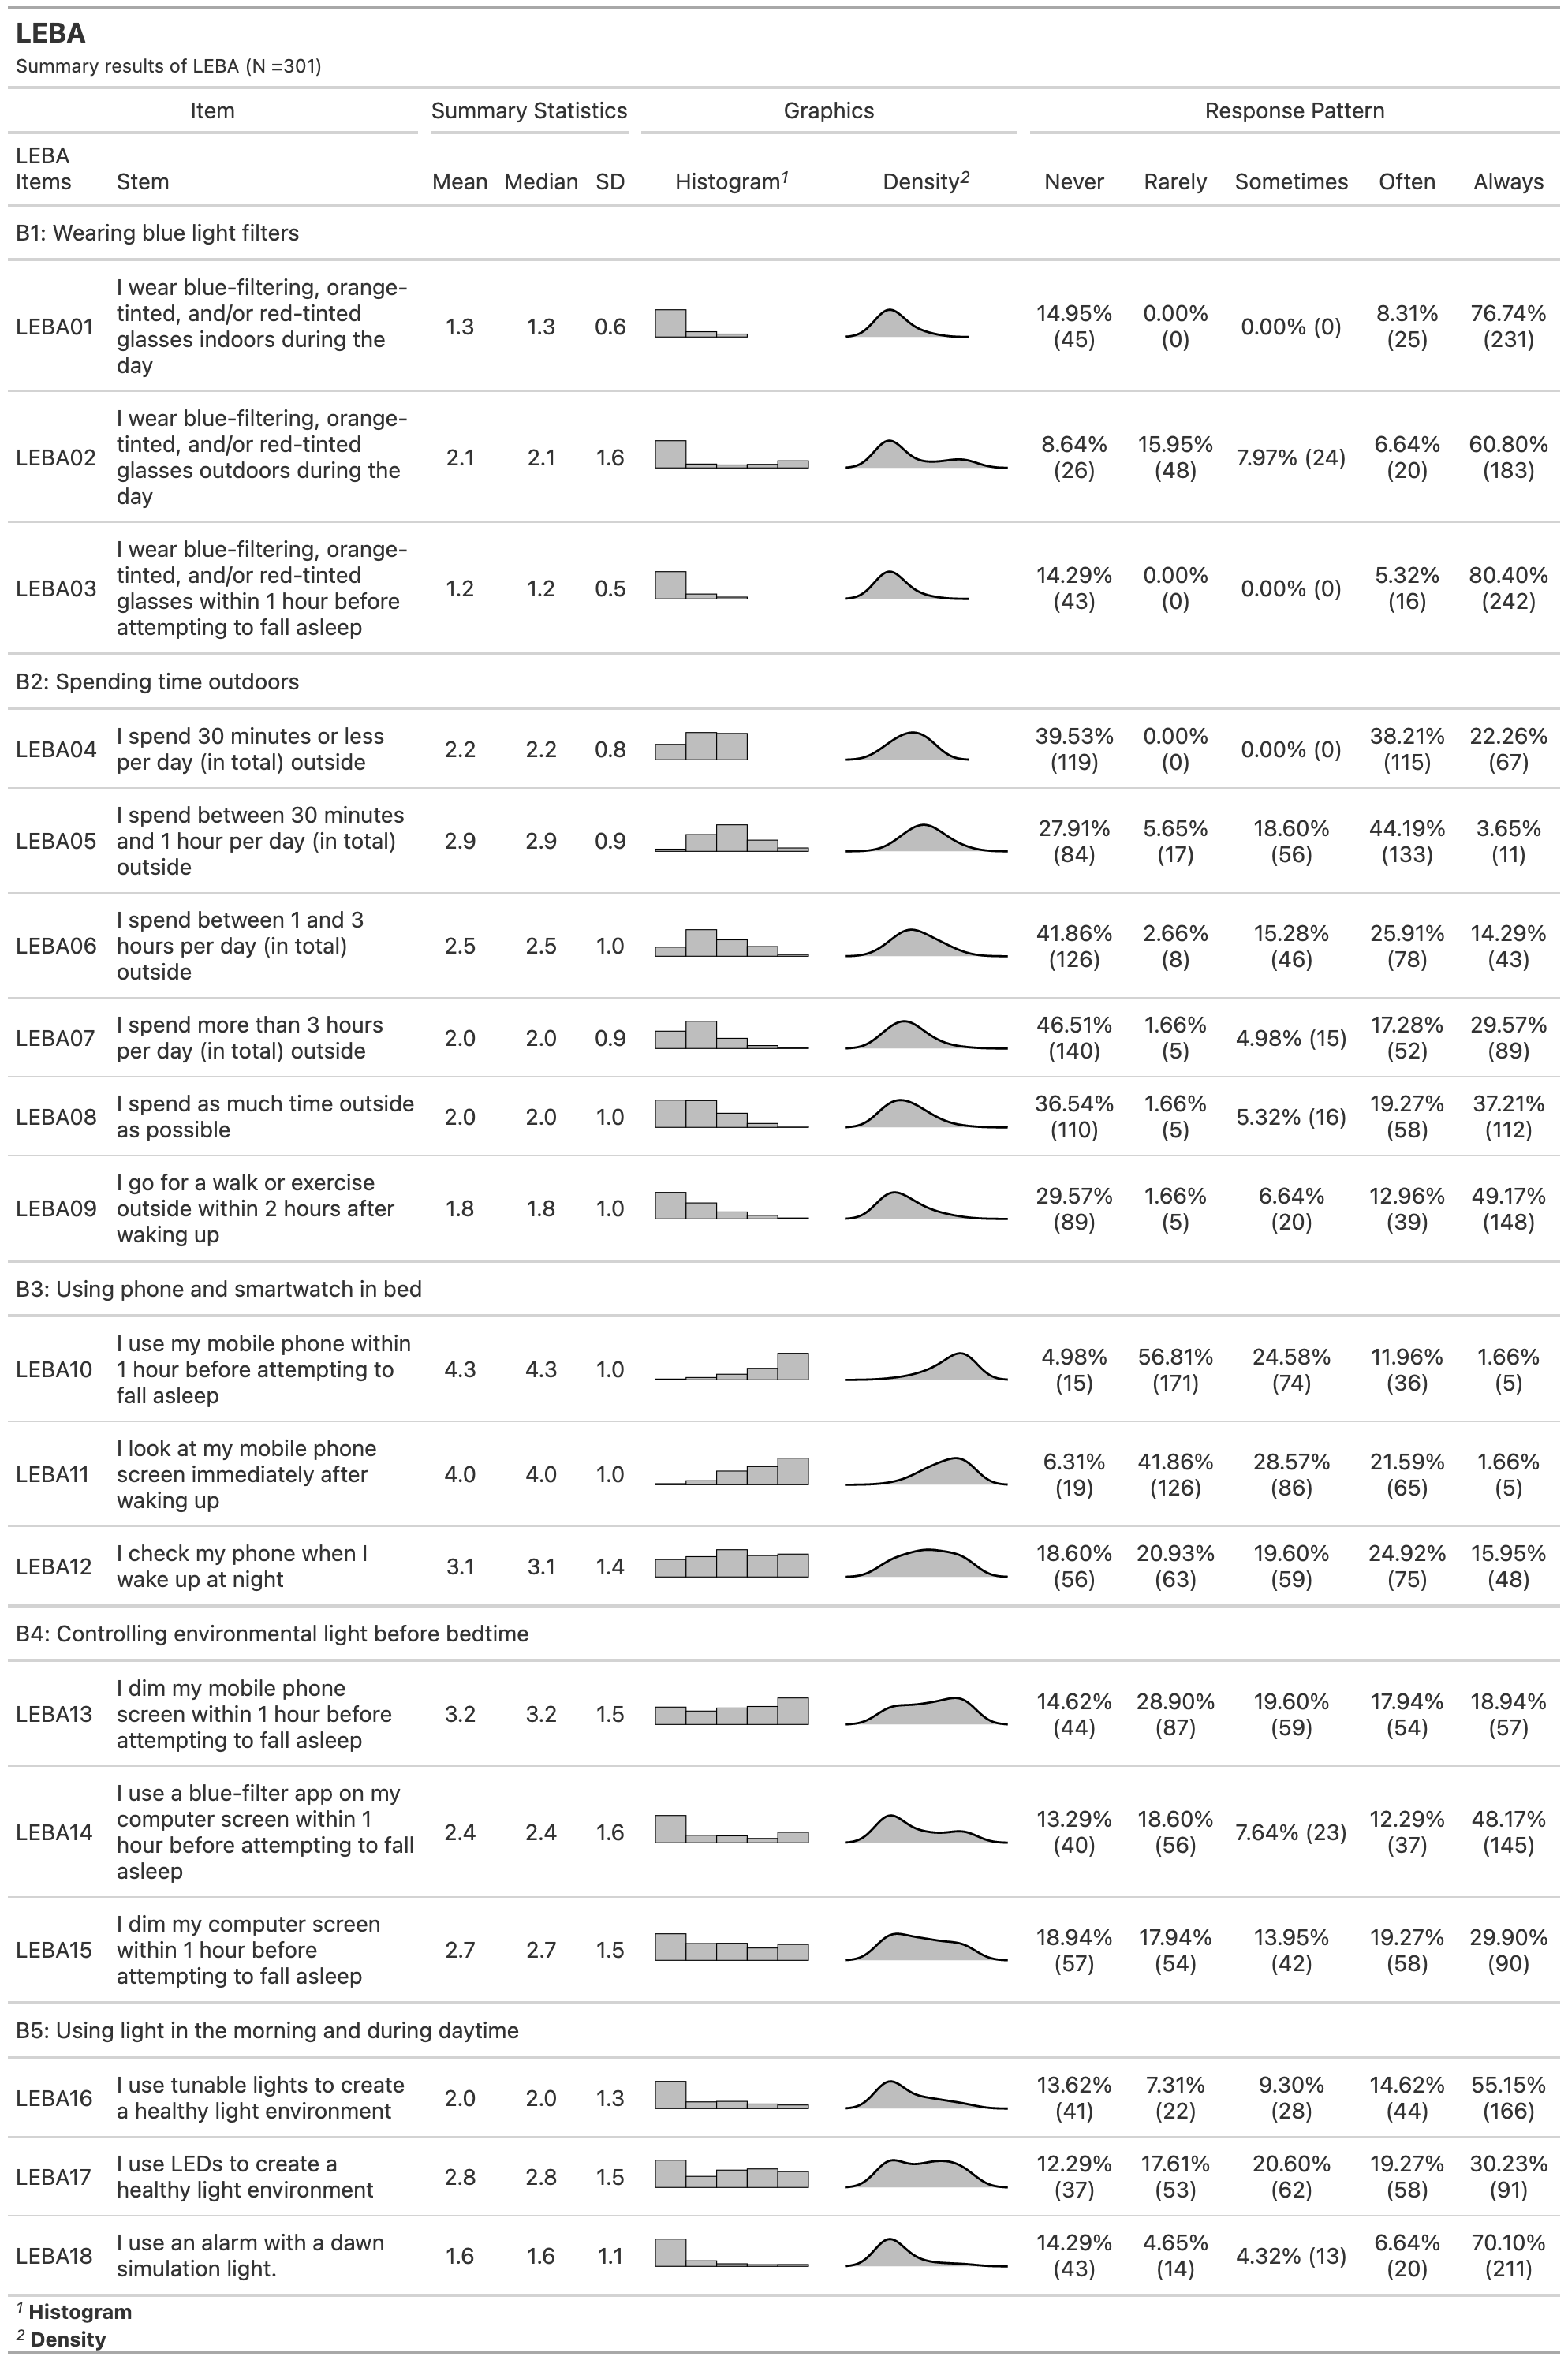 LEBA
Summary results of LEBA (N =301)
Item Summary Statistics Graphics Response Pattern
LEBA Items Stem Mean Median SD Histogram1 Density2 Never Rarely Sometimes Often Always
B1: Wearing blue light filters
LEBA01 I wear blue-filtering, orange-tinted, and/or red-tinted glasses indoors during the day 1.3 1.3 0.6 14.95% (45) 0.00% (0) 0.00% (0) 8.31% (25) 76.74% (231)
LEBA02 I wear blue-filtering, orange-tinted, and/or red-tinted glasses outdoors during the day 2.1 2.1 1.6 8.64% (26) 15.95% (48) 7.97% (24) 6.64% (20) 60.80% (183)
LEBA03 I wear blue-filtering, orange-tinted, and/or red-tinted glasses within 1 hour before attempting to fall asleep 1.2 1.2 0.5 14.29% (43) 0.00% (0) 0.00% (0) 5.32% (16) 80.40% (242)
B2: Spending time outdoors
LEBA04 I spend 30 minutes or less per day (in total) outside 2.2 2.2 0.8 39.53% (119) 0.00% (0) 0.00% (0) 38.21% (115) 22.26% (67)
LEBA05 I spend between 30 minutes and 1 hour per day (in total) outside 2.9 2.9 0.9 27.91% (84) 5.65% (17) 18.60% (56) 44.19% (133) 3.65% (11)
LEBA06 I spend between 1 and 3 hours per day (in total) outside 2.5 2.5 1.0 41.86% (126) 2.66% (8) 15.28% (46) 25.91% (78) 14.29% (43)
LEBA07 I spend more than 3 hours per day (in total) outside 2.0 2.0 0.9 46.51% (140) 1.66% (5) 4.98% (15) 17.28% (52) 29.57% (89)
LEBA08 I spend as much time outside as possible 2.0 2.0 1.0 36.54% (110) 1.66% (5) 5.32% (16) 19.27% (58) 37.21% (112)
LEBA09 I go for a walk or exercise outside within 2 hours after waking up 1.8 1.8 1.0 29.57% (89) 1.66% (5) 6.64% (20) 12.96% (39) 49.17% (148)
B3: Using phone and smartwatch in bed
LEBA10 I use my mobile phone within 1 hour before attempting to fall asleep 4.3 4.3 1.0 4.98% (15) 56.81% (171) 24.58% (74) 11.96% (36) 1.66% (5)
LEBA11 I look at my mobile phone screen immediately after waking up 4.0 4.0 1.0 6.31% (19) 41.86% (126) 28.57% (86) 21.59% (65) 1.66% (5)
LEBA12 I check my phone when I wake up at night 3.1 3.1 1.4 18.60% (56) 20.93% (63) 19.60% (59) 24.92% (75) 15.95% (48)
B4: Controlling environmental light before bedtime
LEBA13 I dim my mobile phone screen within 1 hour before attempting to fall asleep 3.2 3.2 1.5 14.62% (44) 28.90% (87) 19.60% (59) 17.94% (54) 18.94% (57)
LEBA14 I use a blue-filter app on my computer screen within 1 hour before attempting to fall asleep 2.4 2.4 1.6 13.29% (40) 18.60% (56) 7.64% (23) 12.29% (37) 48.17% (145)
LEBA15 I dim my computer screen within 1 hour before attempting to fall asleep 2.7 2.7 1.5 18.94% (57) 17.94% (54) 13.95% (42) 19.27% (58) 29.90% (90)
B5: Using light in the morning and during daytime
LEBA16 I use tunable lights to create a healthy light environment 2.0 2.0 1.3 13.62% (41) 7.31% (22) 9.30% (28) 14.62% (44) 55.15% (166)
LEBA17 I use LEDs to create a healthy light environment 2.8 2.8 1.5 12.29% (37) 17.61% (53) 20.60% (62) 19.27% (58) 30.23% (91)
LEBA18 I use an alarm with a dawn simulation light. 1.6 1.6 1.1 14.29% (43) 4.65% (14) 4.32% (13) 6.64% (20) 70.10% (211)
1 Histogram
2 Density